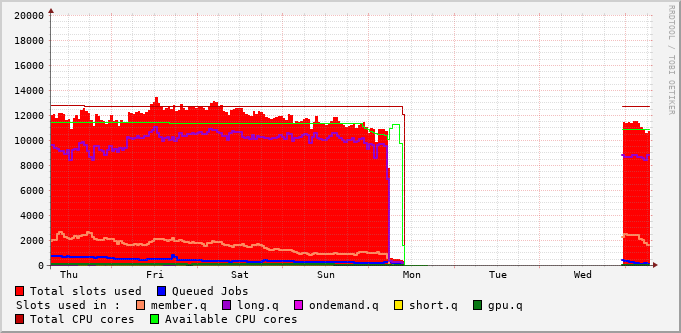 RRDTOOL / TOBI OETIKER
20000
18000
16000
14000
12000
10000
8000
6000
4000
2000
0
Thu Fri Sat Sun Mon Tue Wed
Total slots used Queued Jobs
Slots used in : member.q long.q ondemand.q short.q gpu.q
Total CPU cores Available CPU cores